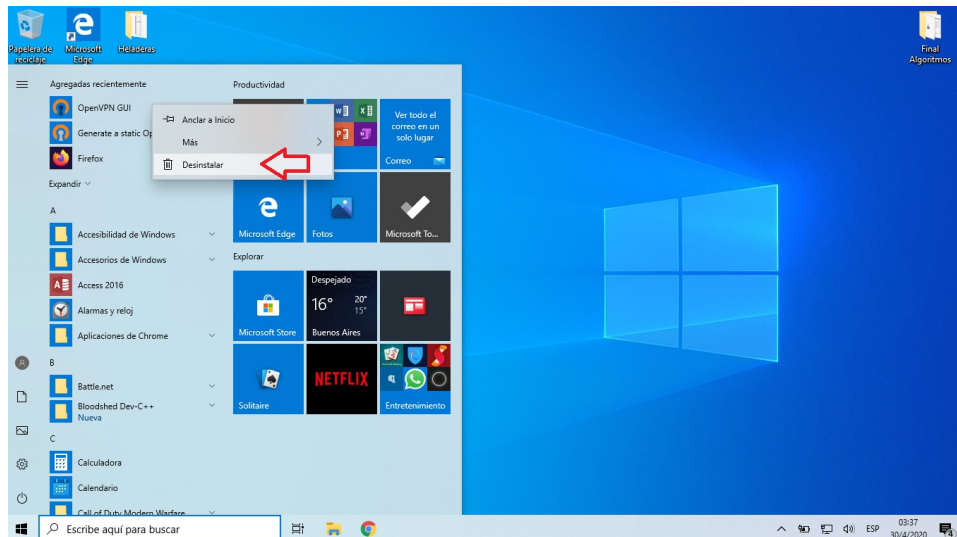 Papelera de
reciclaje
Microsoft
Edge
Heladeras
Final
Algoritmos
Agregadas recientemente
OpenVPN GUI
Generate a static Op
Firefox
Expandir
Anclar a Inicio
Más
Desinstalar
A
Accesibilidad de Windows
Accesorios de Windows
Access 2016
Alarmas y reloj
Aplicaciones de Chrome
B
Battle.net
Bloodshed Dev-C++
Nueva
C
Calculadora
Calendario
Call of Duty Modern Warfare
Productividad
Ver todo el
correo en un
solo lugar
Correo
Microsoft Edge
Fotos
Microsoft To...
Explorar
Microsoft Store
Despejado
16°
20°
15°
Buenos Aires
Solitaire
NETFLIX
Entretenimiento
Escribe aquí para buscar
ESP
03:37
30/4/2020
4